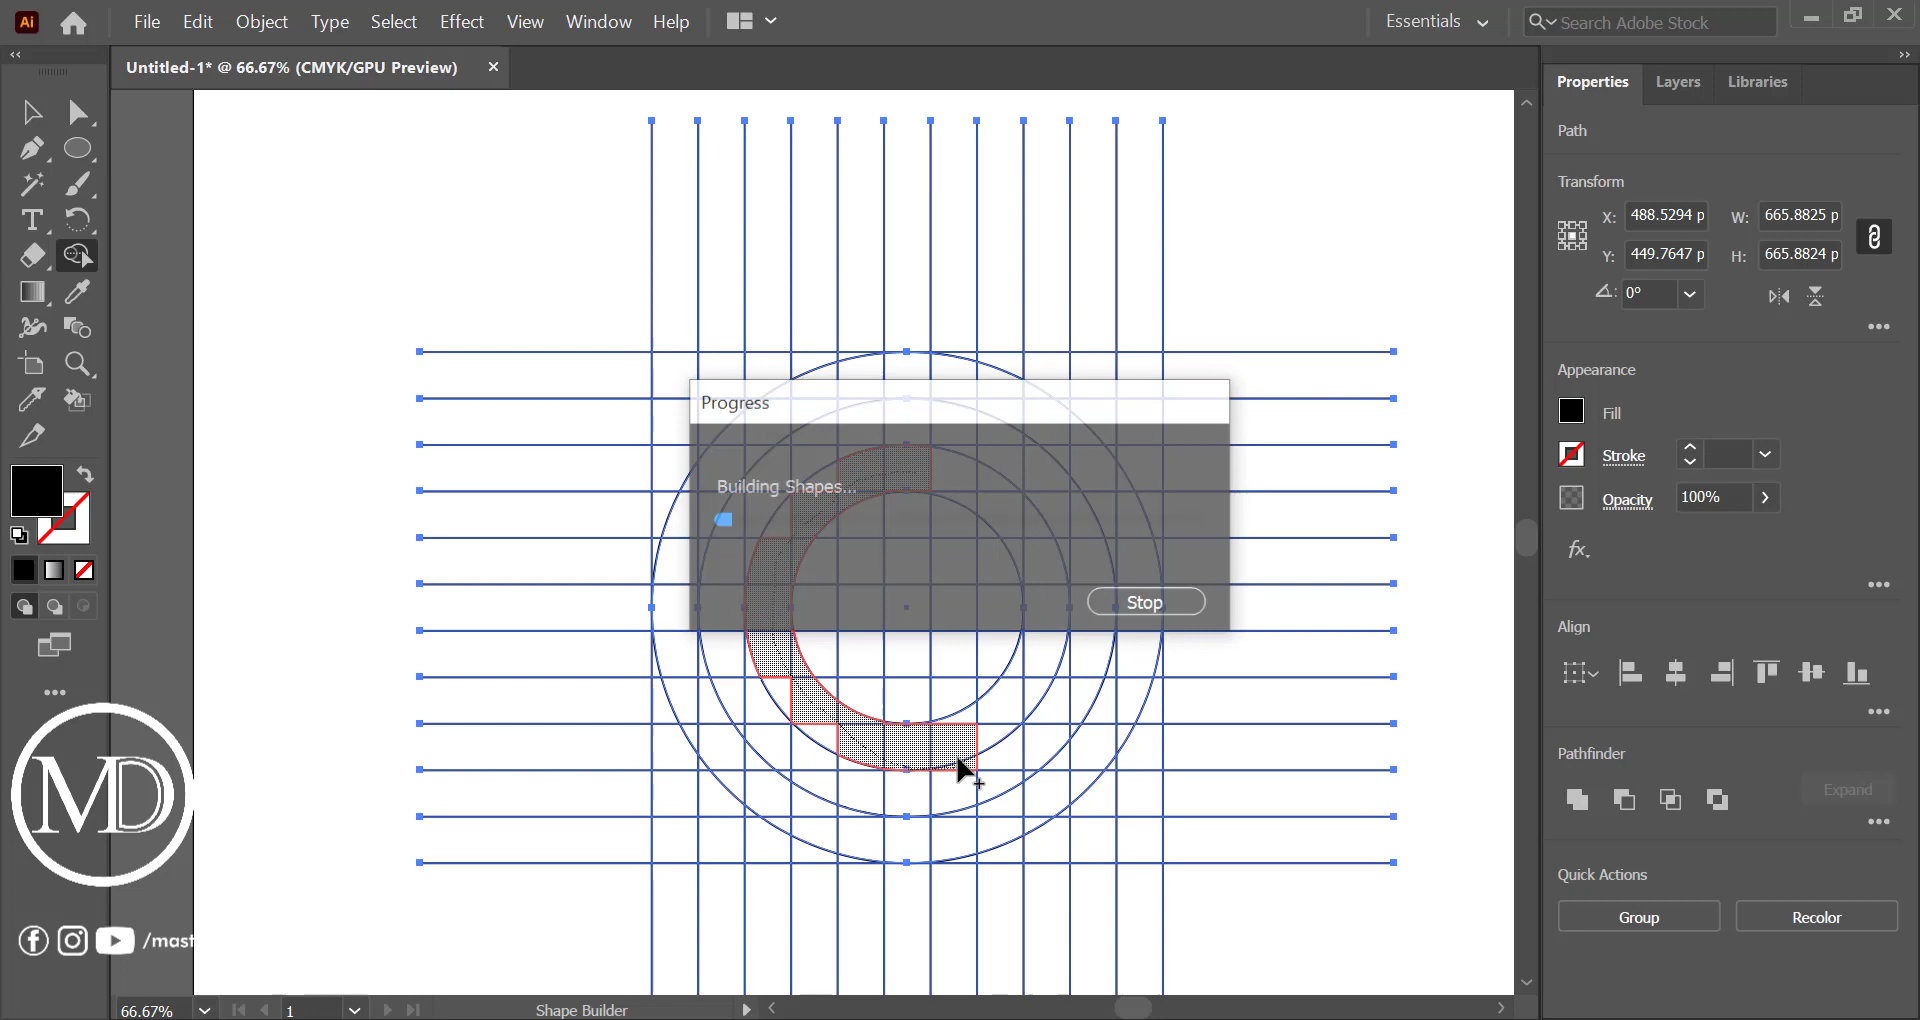 Ai File Edit Object Type Select Effect View Window Help Essentials Search Adobe Stock
Untitled-1* @ 66.67% (CMYK/GPU Preview)
Properties Layers Libraries
Path
Transform
X: 488.5294 p W: 665.8825 p
Y: 449.7647 p H: 665.8824 p
0°
Appearance
Fill
Stroke
Opacity 100%
fx.
Align
Pathfinder
Expand
Quick Actions
Group Recolor
Progress
Building Shapes...
Stop
MD
/mast
66.67% 1 Shape Builder